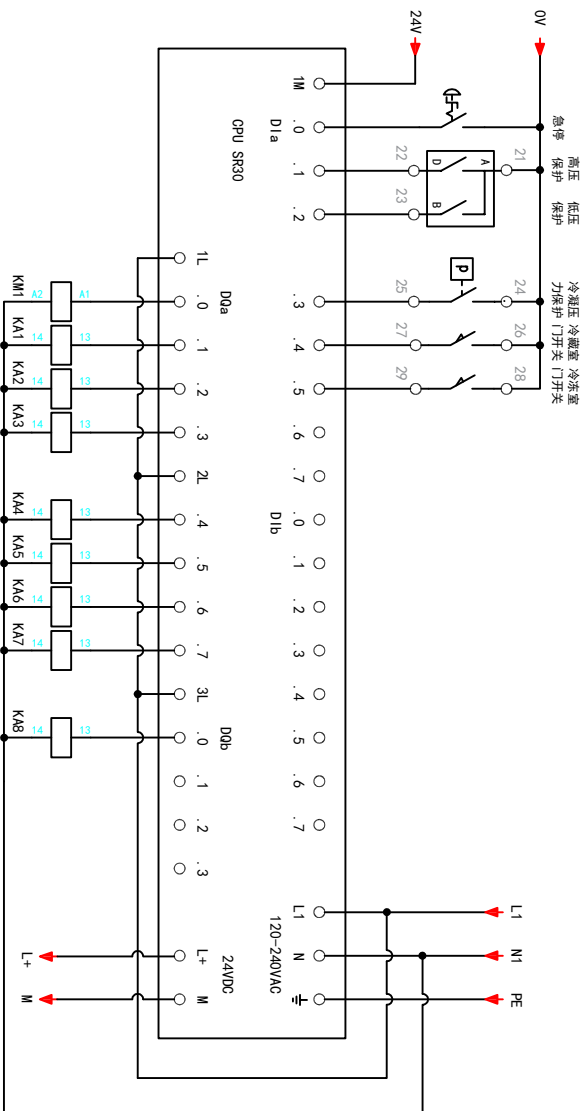 0V
24V
急停
高压
保护
低压
保护
冷凝压
力保护
冷藏室
门开关
冷冻室
门开关
21
22
23
A
D
B
P
24
25
26
27
28
29
1M
DIa
.0
.1
.2
.3
.4
.5
.6
.7
DIb
.0
.1
.2
.3
.4
.5
.6
.7
L1
N
120-240VAC
L1
N1
PE
CPU SR30
1L
DQa
.0
.1
.2
.3
2L
.4
.5
.6
.7
3L
DQb
.0
.1
.2
.3
L+
M
24VDC
L+
M
KM1
A2
A1
KA1
14
13
KA2
14
13
KA3
14
13
KA4
14
13
KA5
14
13
KA6
14
13
KA7
14
13
KA8
14
13